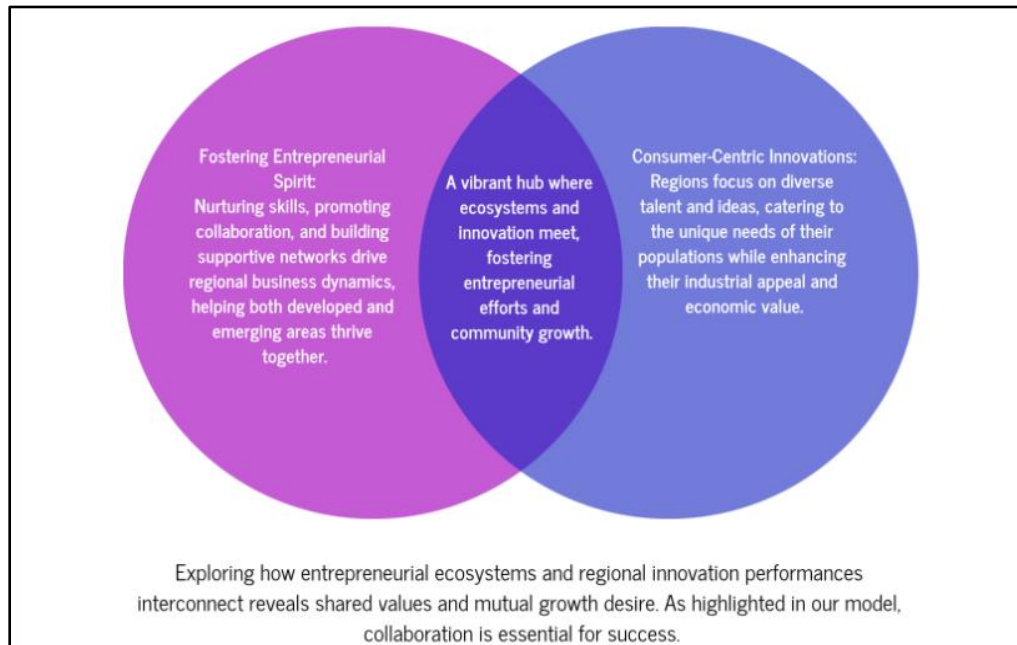 Fostering Entrepreneurial
Spirit:
Nurturing skills, promoting
collaboration, and building
supportive networks drive
regional business dynamics,
helping both developed and
emerging areas thrive
together.
A vibrant hub where
ecosystems and
innovation meet,
fostering
entrepreneurial
efforts and
community growth.
Consumer-Centric Innovations:
Regions focus on diverse
talent and ideas, catering to
the unique needs of their
populations while enhancing
their industrial appeal and
economic value.
Exploring how entrepreneurial ecosystems and regional innovation performances
interconnect reveals shared values and mutual growth desire. As highlighted in our model,
collaboration is essential for success.